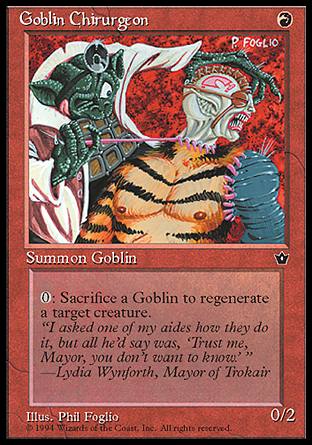 Goblin Chirurgeon
P. FOGLIO
Summon Goblin
0: Sacrifice a Goblin to regenerate
a target creature.
"I asked one of my aides how they do
it, but all he'd say was, 'Trust me,
Mayor, you don't want to know.' "
—Lydia Wynforth, Mayor of Trokair
Illus. Phil Foglio
0/2
© 1994 Wizards of the Coast, Inc. All rights reserved.